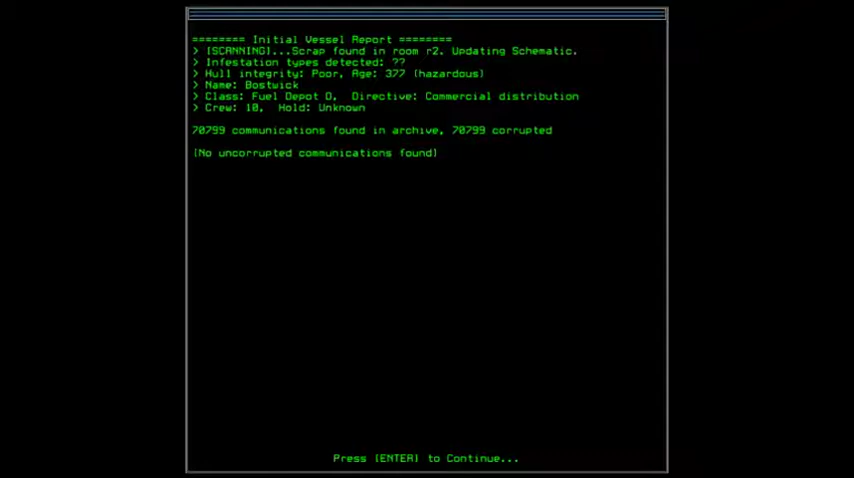 ======== Initial Vessel Report ========
> [SCANNING]...Scrap found in room r2. Updating Schematic.
> Infestation types detected: ??
> Hull integrity: Poor, Age: 377 (hazardous)
> Name: Bostwick
> Class: Fuel Depot D, Directive: Commercial distribution
> Crew: 10, Hold: Unknown
70799 communications found in archive, 70799 corrupted
[No uncorrupted communications found]
Press [ENTER] to Continue...